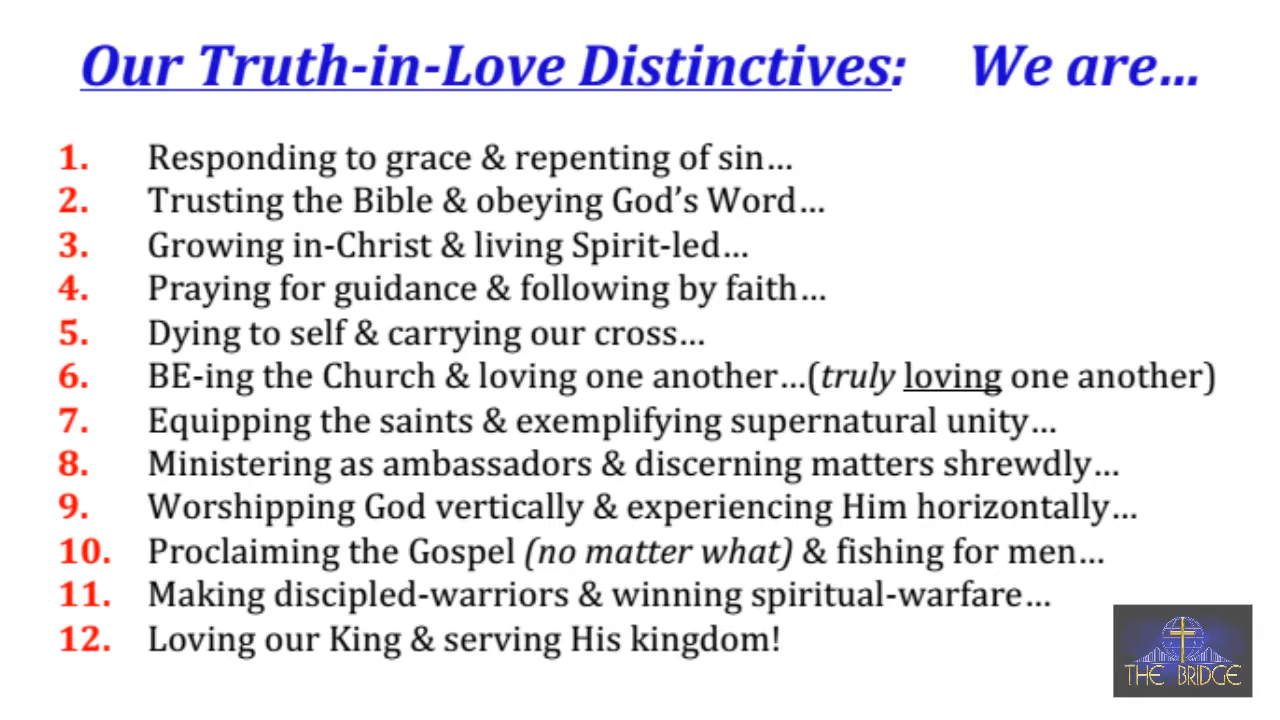 Our Truth-in-Love Distinctives: We are…
1. Responding to grace & repenting of sin…
2. Trusting the Bible & obeying God’s Word…
3. Growing in-Christ & living Spirit-led…
4. Praying for guidance & following by faith…
5. Dying to self & carrying our cross…
6. BE-ing the Church & loving one another…(truly loving one another)
7. Equipping the saints & exemplifying supernatural unity…
8. Ministering as ambassadors & discerning matters shrewdly…
9. Worshipping God vertically & experiencing Him horizontally…
10. Proclaiming the Gospel (no matter what) & fishing for men…
11. Making discipled-warriors & winning spiritual-warfare…
12. Loving our King & serving His kingdom!
THE BRIDGE